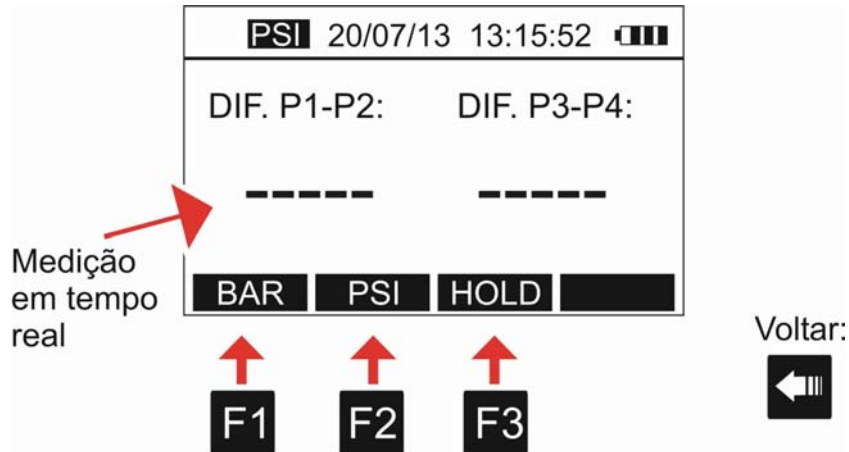 PSI 20/07/13 13:15:52
DIF. P1-P2: DIF. P3-P4:
----- -----
Medição
em tempo
real
BAR PSI HOLD
Voltar:
F1 F2 F3